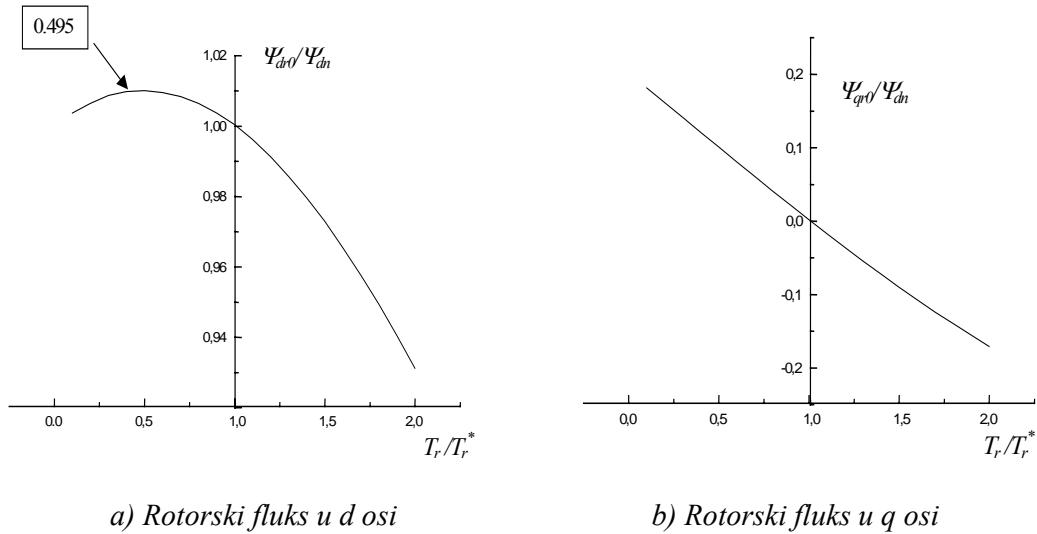 0.495
Ψdr0/Ψdn
1,02
1,00
0,98
0,96
0,94
0.0 0,5 1,0 1,5 2,0
Tr/Tr*
Ψqr0/Ψdn
0,2
0,1
0,0
-0,1
-0,2
0,0 0,5 1,0 1,5 2,0
Tr/Tr*
a) Rotorski fluks u d osi
b) Rotorski fluks u q osi